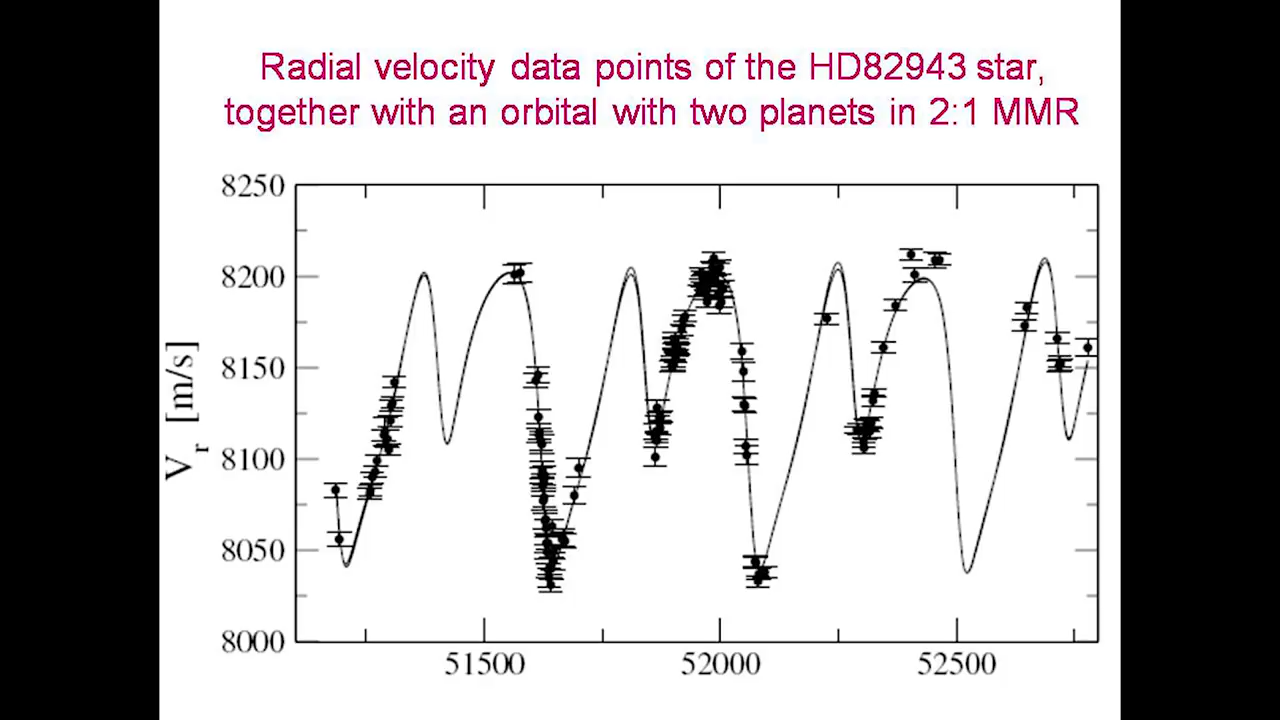 Radial velocity data points of the HD82943 star,
together with an orbital with two planets in 2:1 MMR
8250
8200
8150
8100
8050
8000
Vr [m/s]
51500 52000 52500